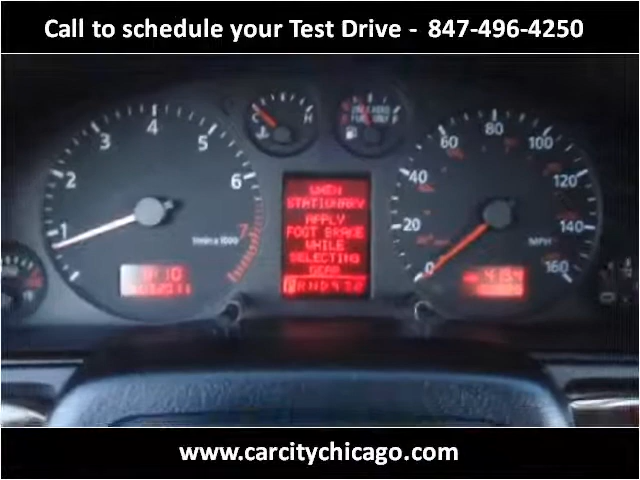 Call to schedule your Test Drive - 847-496-4250
C H
1 2 3 4 5 6 7
1/min x 1000
WHEN
STATIONARY
APPLY
FOOT BRAKE
WHILE
SELECTING
GEAR
PRND432
0 20 40 60 80 100 120 140 160
MPH
www.carcitychicago.com